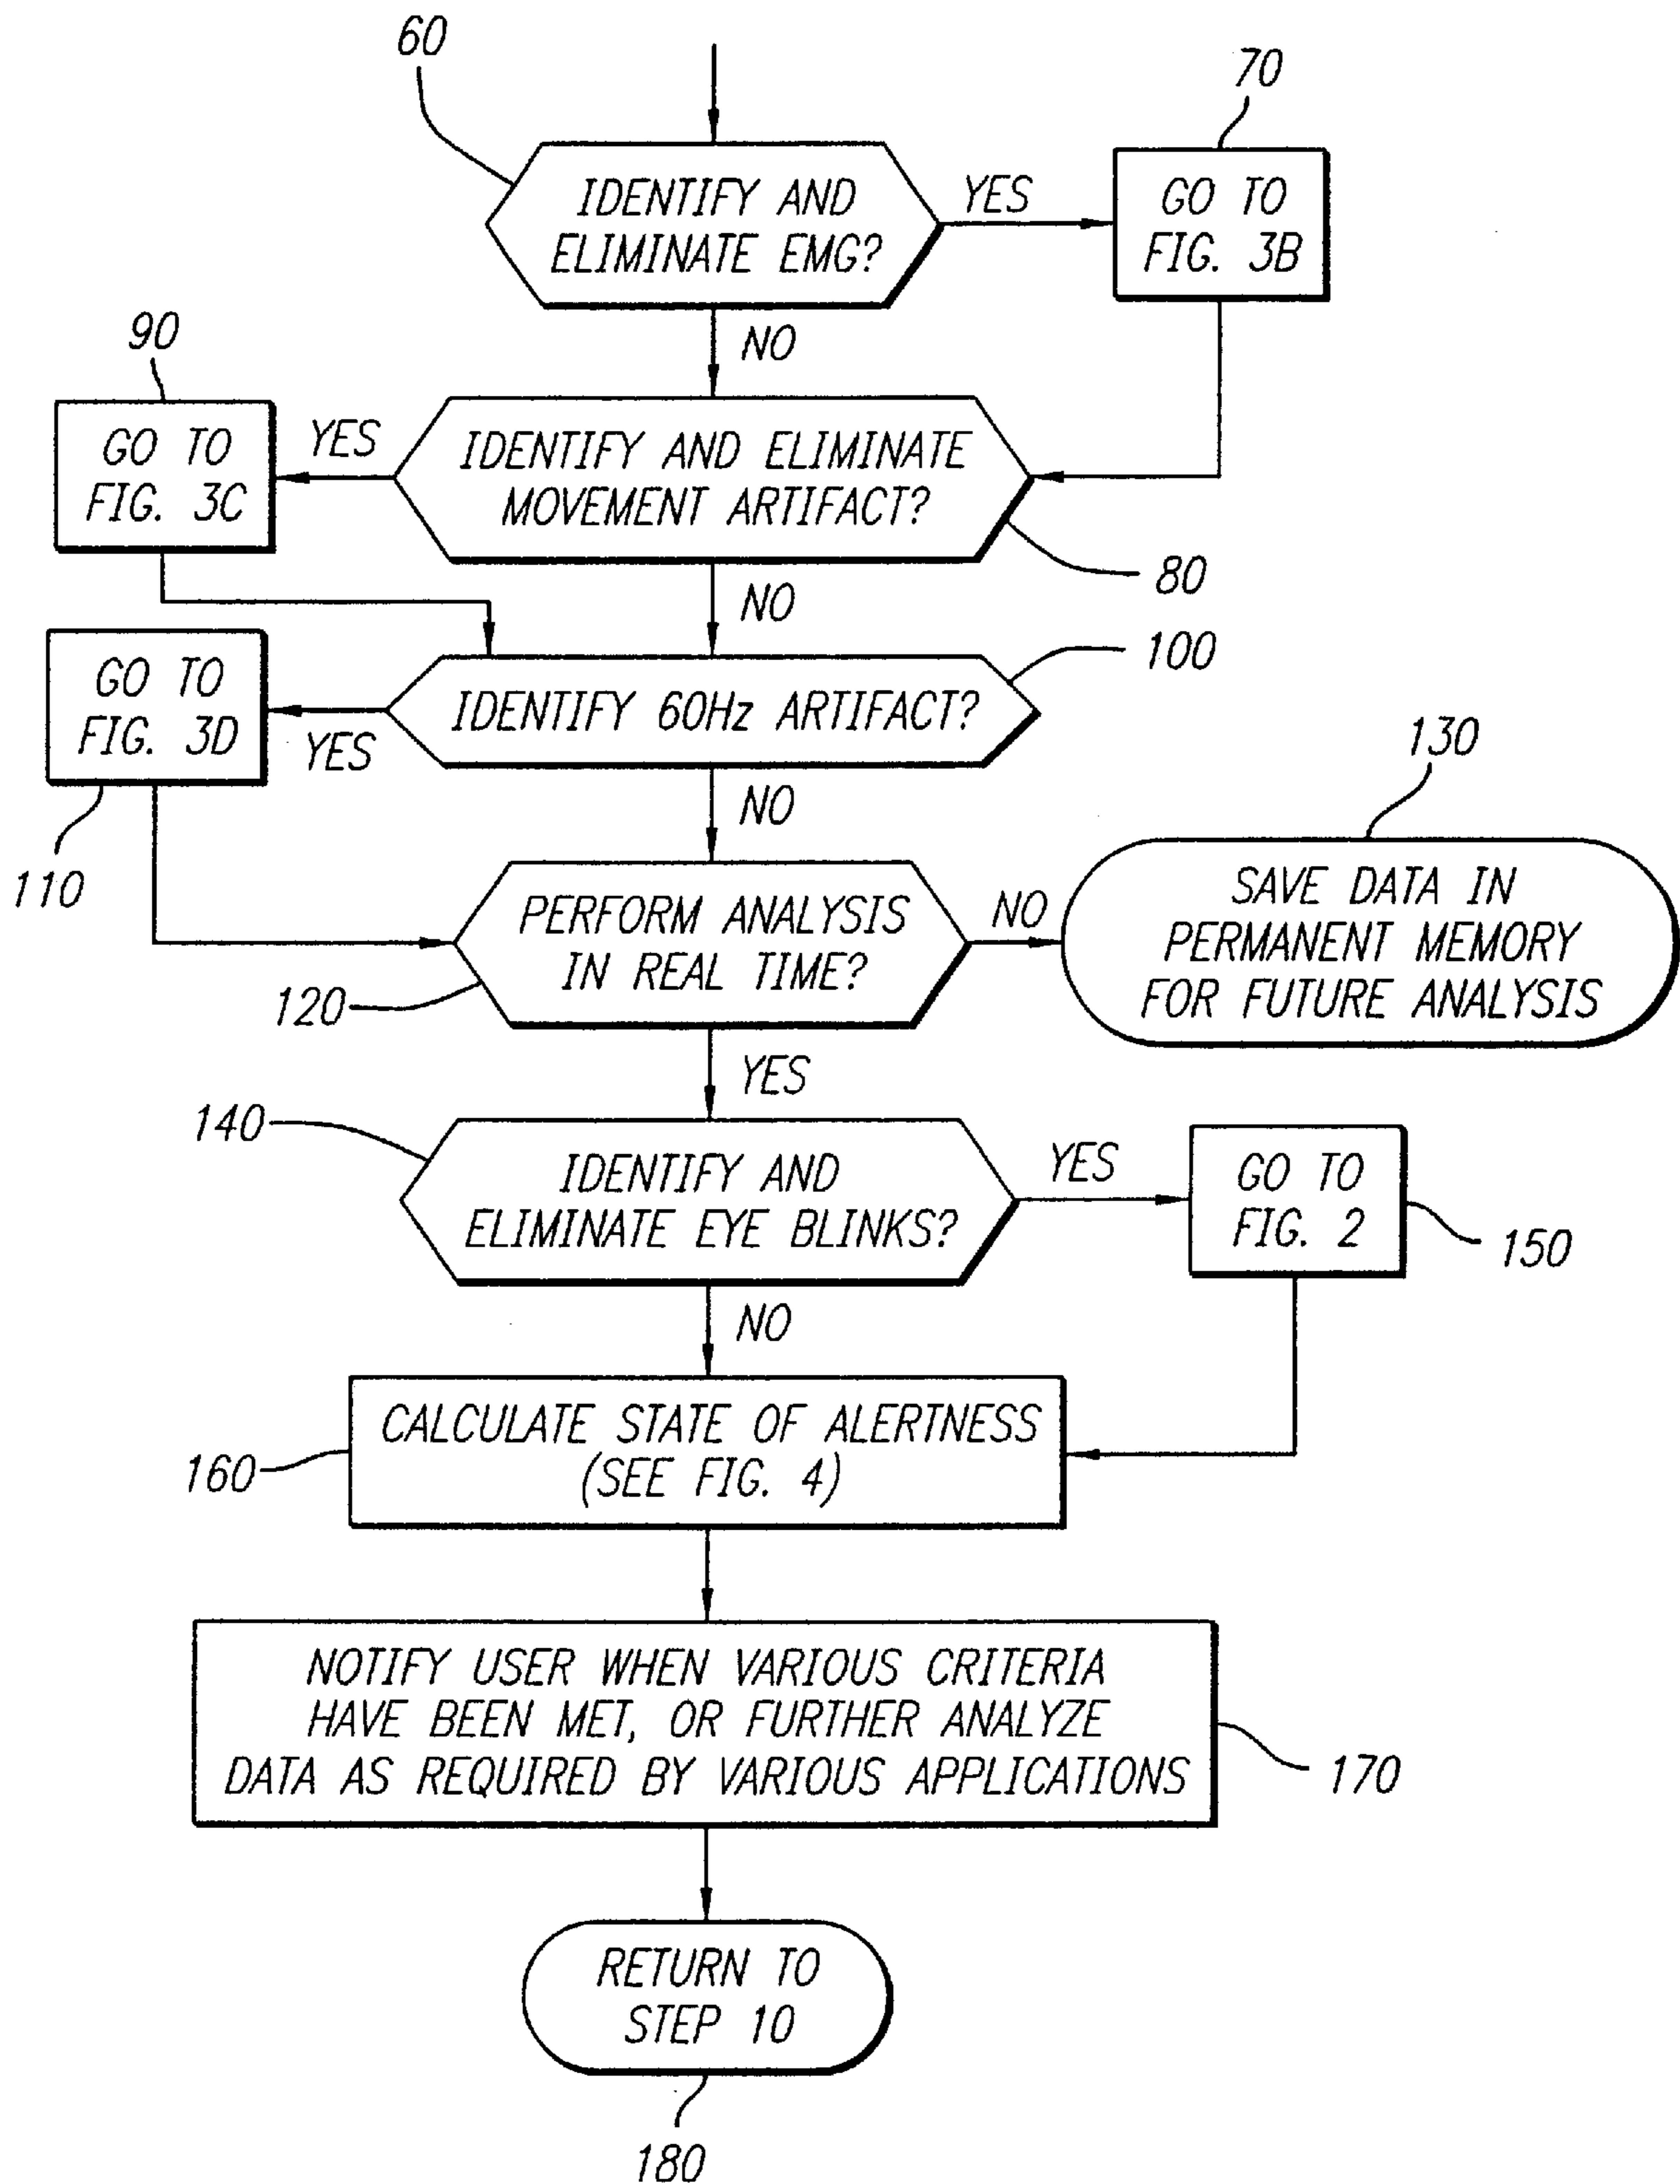 60
70
IDENTIFY AND
ELIMINATE EMG?
YES
GO TO
FIG. 3B
NO
90
GO TO
FIG. 3C
YES
IDENTIFY AND ELIMINATE
MOVEMENT ARTIFACT?
80
NO
100
GO TO
FIG. 3D
YES
IDENTIFY 60Hz ARTIFACT?
110
NO
130
PERFORM ANALYSIS
IN REAL TIME?
NO
SAVE DATA IN
PERMANENT MEMORY
FOR FUTURE ANALYSIS
120
YES
140
IDENTIFY AND
ELIMINATE EYE BLINKS?
YES
GO TO
FIG. 2
150
NO
CALCULATE STATE OF ALERTNESS
(SEE FIG. 4)
160
NOTIFY USER WHEN VARIOUS CRITERIA
HAVE BEEN MET, OR FURTHER ANALYZE
DATA AS REQUIRED BY VARIOUS APPLICATIONS
170
RETURN TO
STEP 10
180